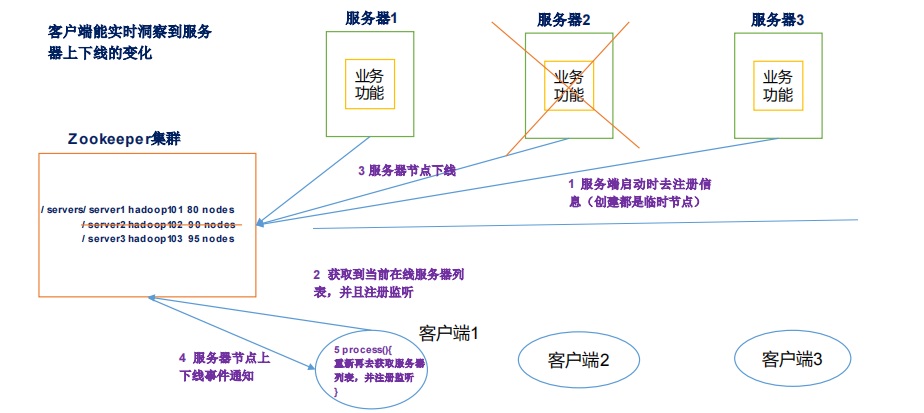 客户端能实时洞察到服务
器上下线的变化
服务器1
服务器2
服务器3
业务
功能
业务
功能
业务
功能
Zookeeper集群
3 服务器节点下线
1 服务端启动时去注册信
息（创建都是临时节点）
/ servers/ server1 hadoop101 80 nodes
/ server2 hadoop102 90 nodes
/ server3 hadoop103 95 nodes
2 获取到当前在线服务器列
表，并且注册监听
客户端1
4 服务器节点上
下线事件通知
5 process(){
重新再去获取服务器
列表，并注册监听
}
客户端2
客户端3